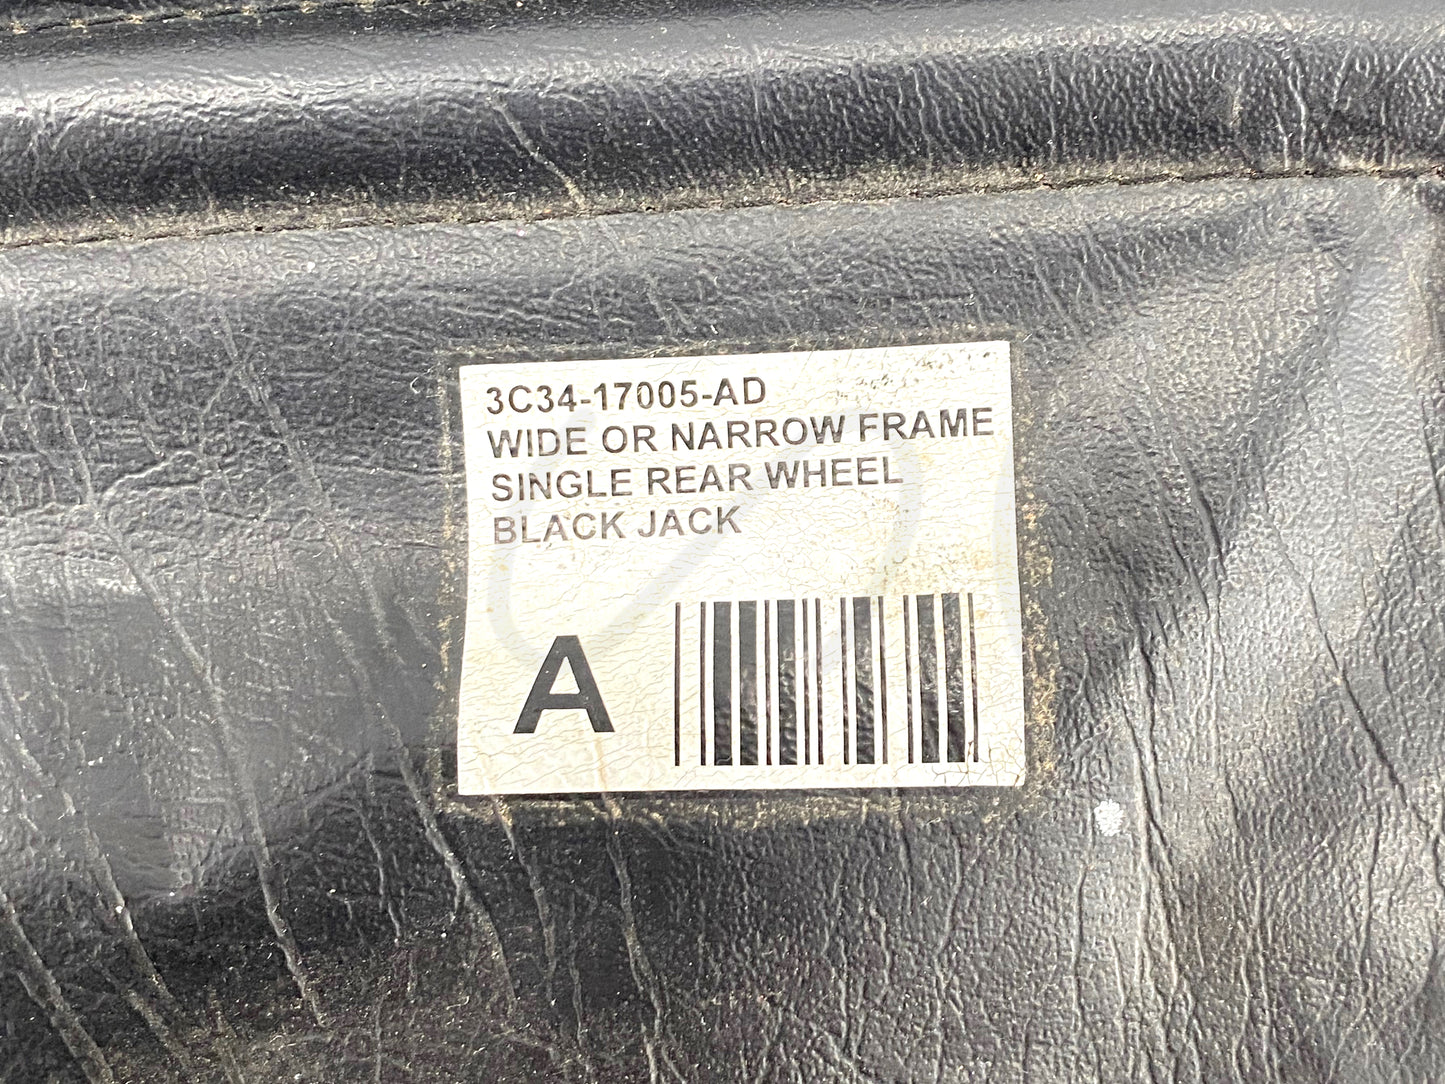 3C34-17005-AD
WIDE OR NARROW FRAME
SINGLE REAR WHEEL
BLACK JACK
A